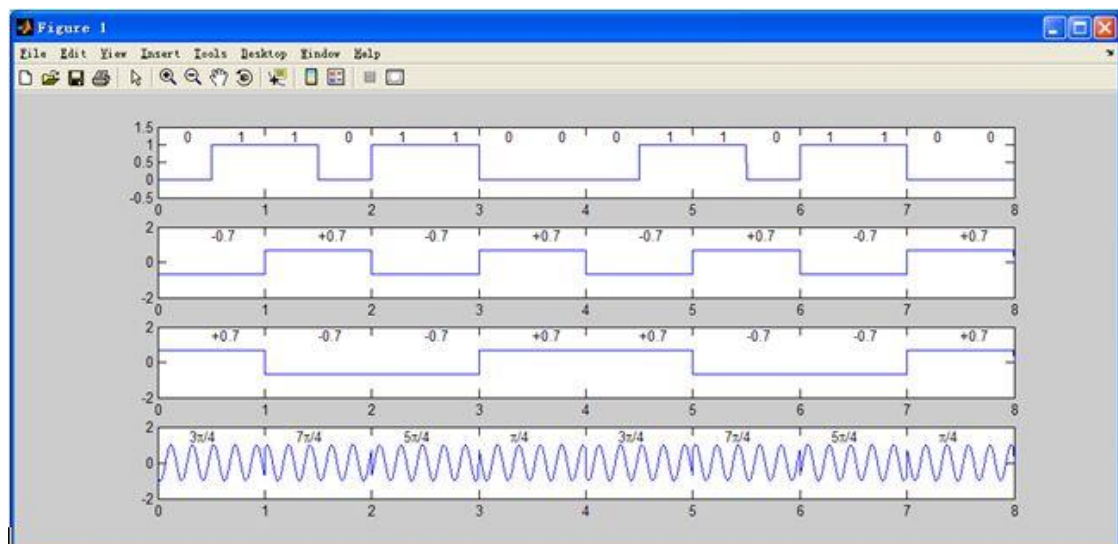 Figure 1
File Edit View Insert Tools Desktop Window Help
1.5
1
0.5
0
-0.5
0 1 1 0 1 1 0 0 0 1 1 0 1 1 0 0
0 1 2 3 4 5 6 7 8
2
0
-2
-0.7 +0.7 -0.7 +0.7 -0.7 +0.7 -0.7 +0.7
0 1 2 3 4 5 6 7 8
2
0
-2
+0.7 -0.7 -0.7 +0.7 +0.7 -0.7 -0.7 +0.7
0 1 2 3 4 5 6 7 8
2
0
-2
3π/4 7π/4 5π/4 π/4 3π/4 7π/4 5π/4 π/4
0 1 2 3 4 5 6 7 8